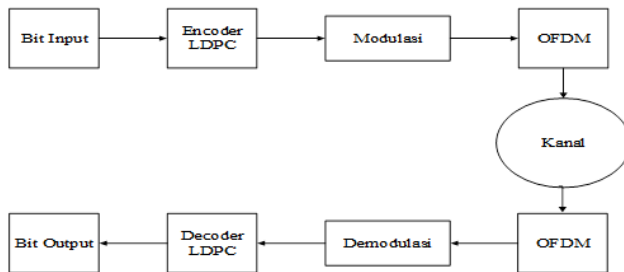 Bit Input
Encoder
LDPC
Modulasi
OFDM
Kanal
Bit Output
Decoder
LDPC
Demodulasi
OFDM